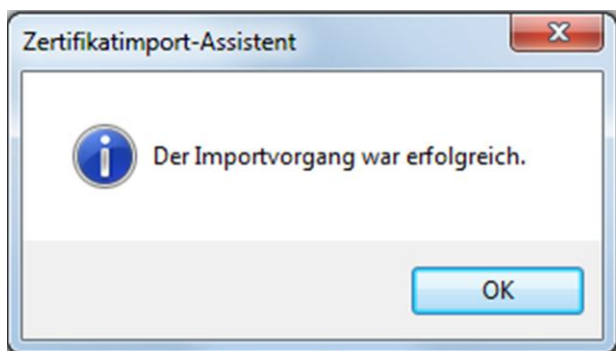 Zertifikatimport-Assistent
Der Importvorgang war erfolgreich.
OK